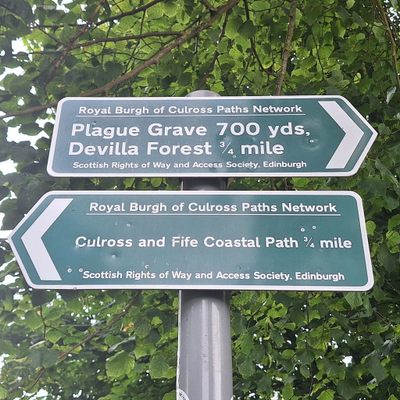 Royal Burgh of Culross Paths Network
Plague Grave 700 yds,
Devilla Forest ¾ mile
Scottish Rights of Way and Access Society, Edinburgh
Royal Burgh of Culross Paths Network
Culross and Fife Coastal Path ¾ mile
Scottish Rights of Way and Access Society, Edinburgh